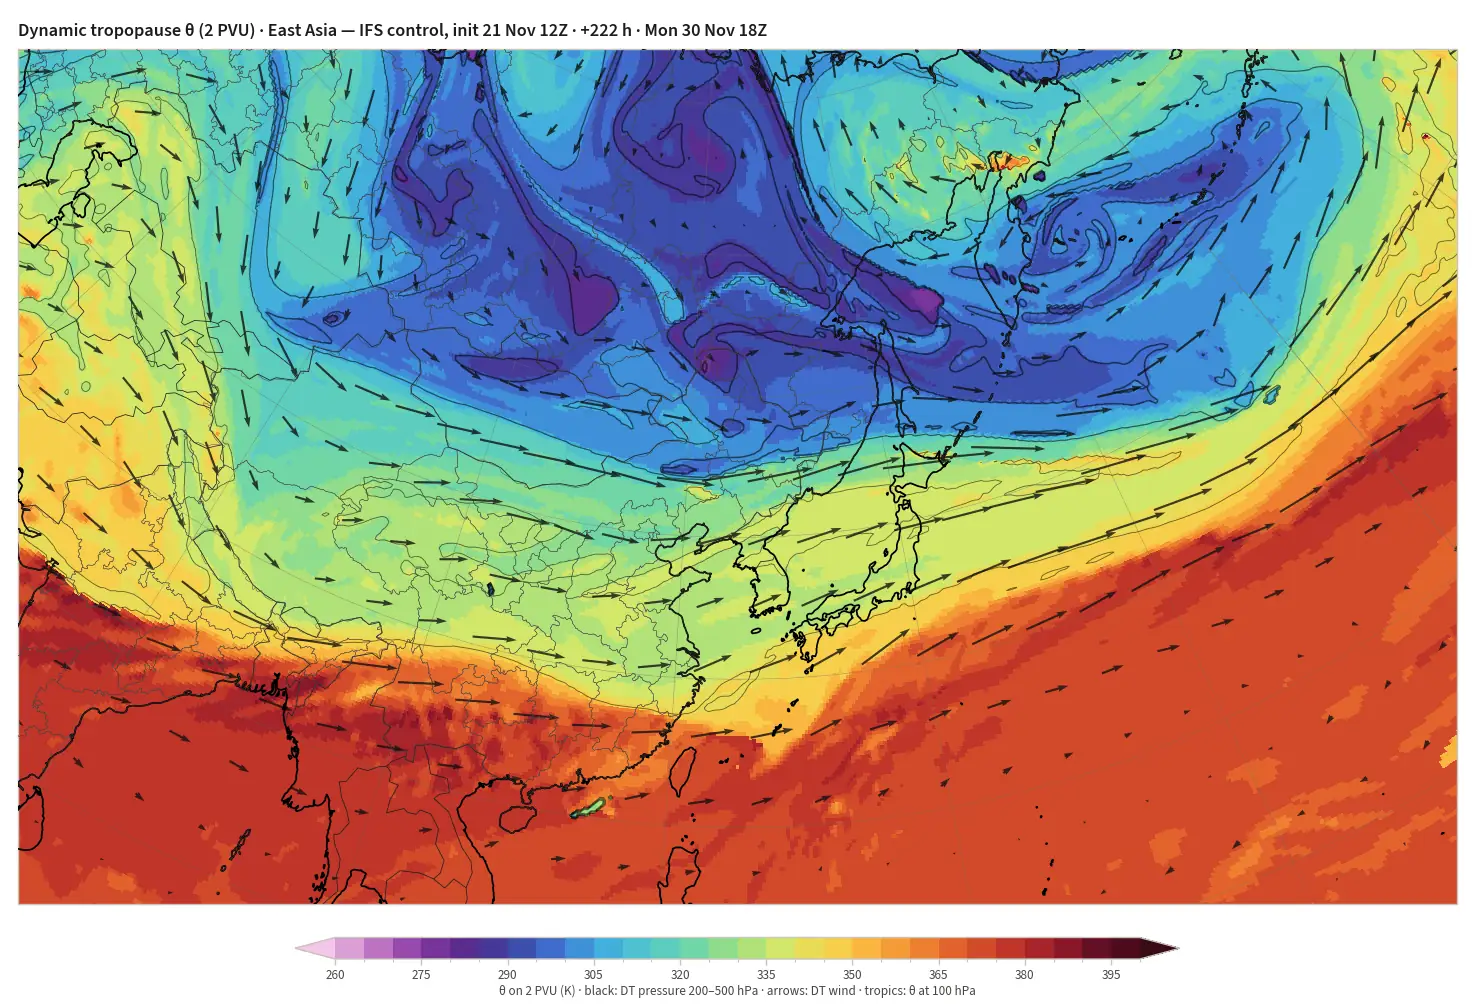 Dynamic tropopause θ (2 PVU) · East Asia — IFS control, init 21 Nov 12Z · +222 h · Mon 30 Nov 18Z
260 275 290 305 320 335 350 365 380 395
θ on 2 PVU (K) · black: DT pressure 200–500 hPa · arrows: DT wind · tropics: θ at 100 hPa